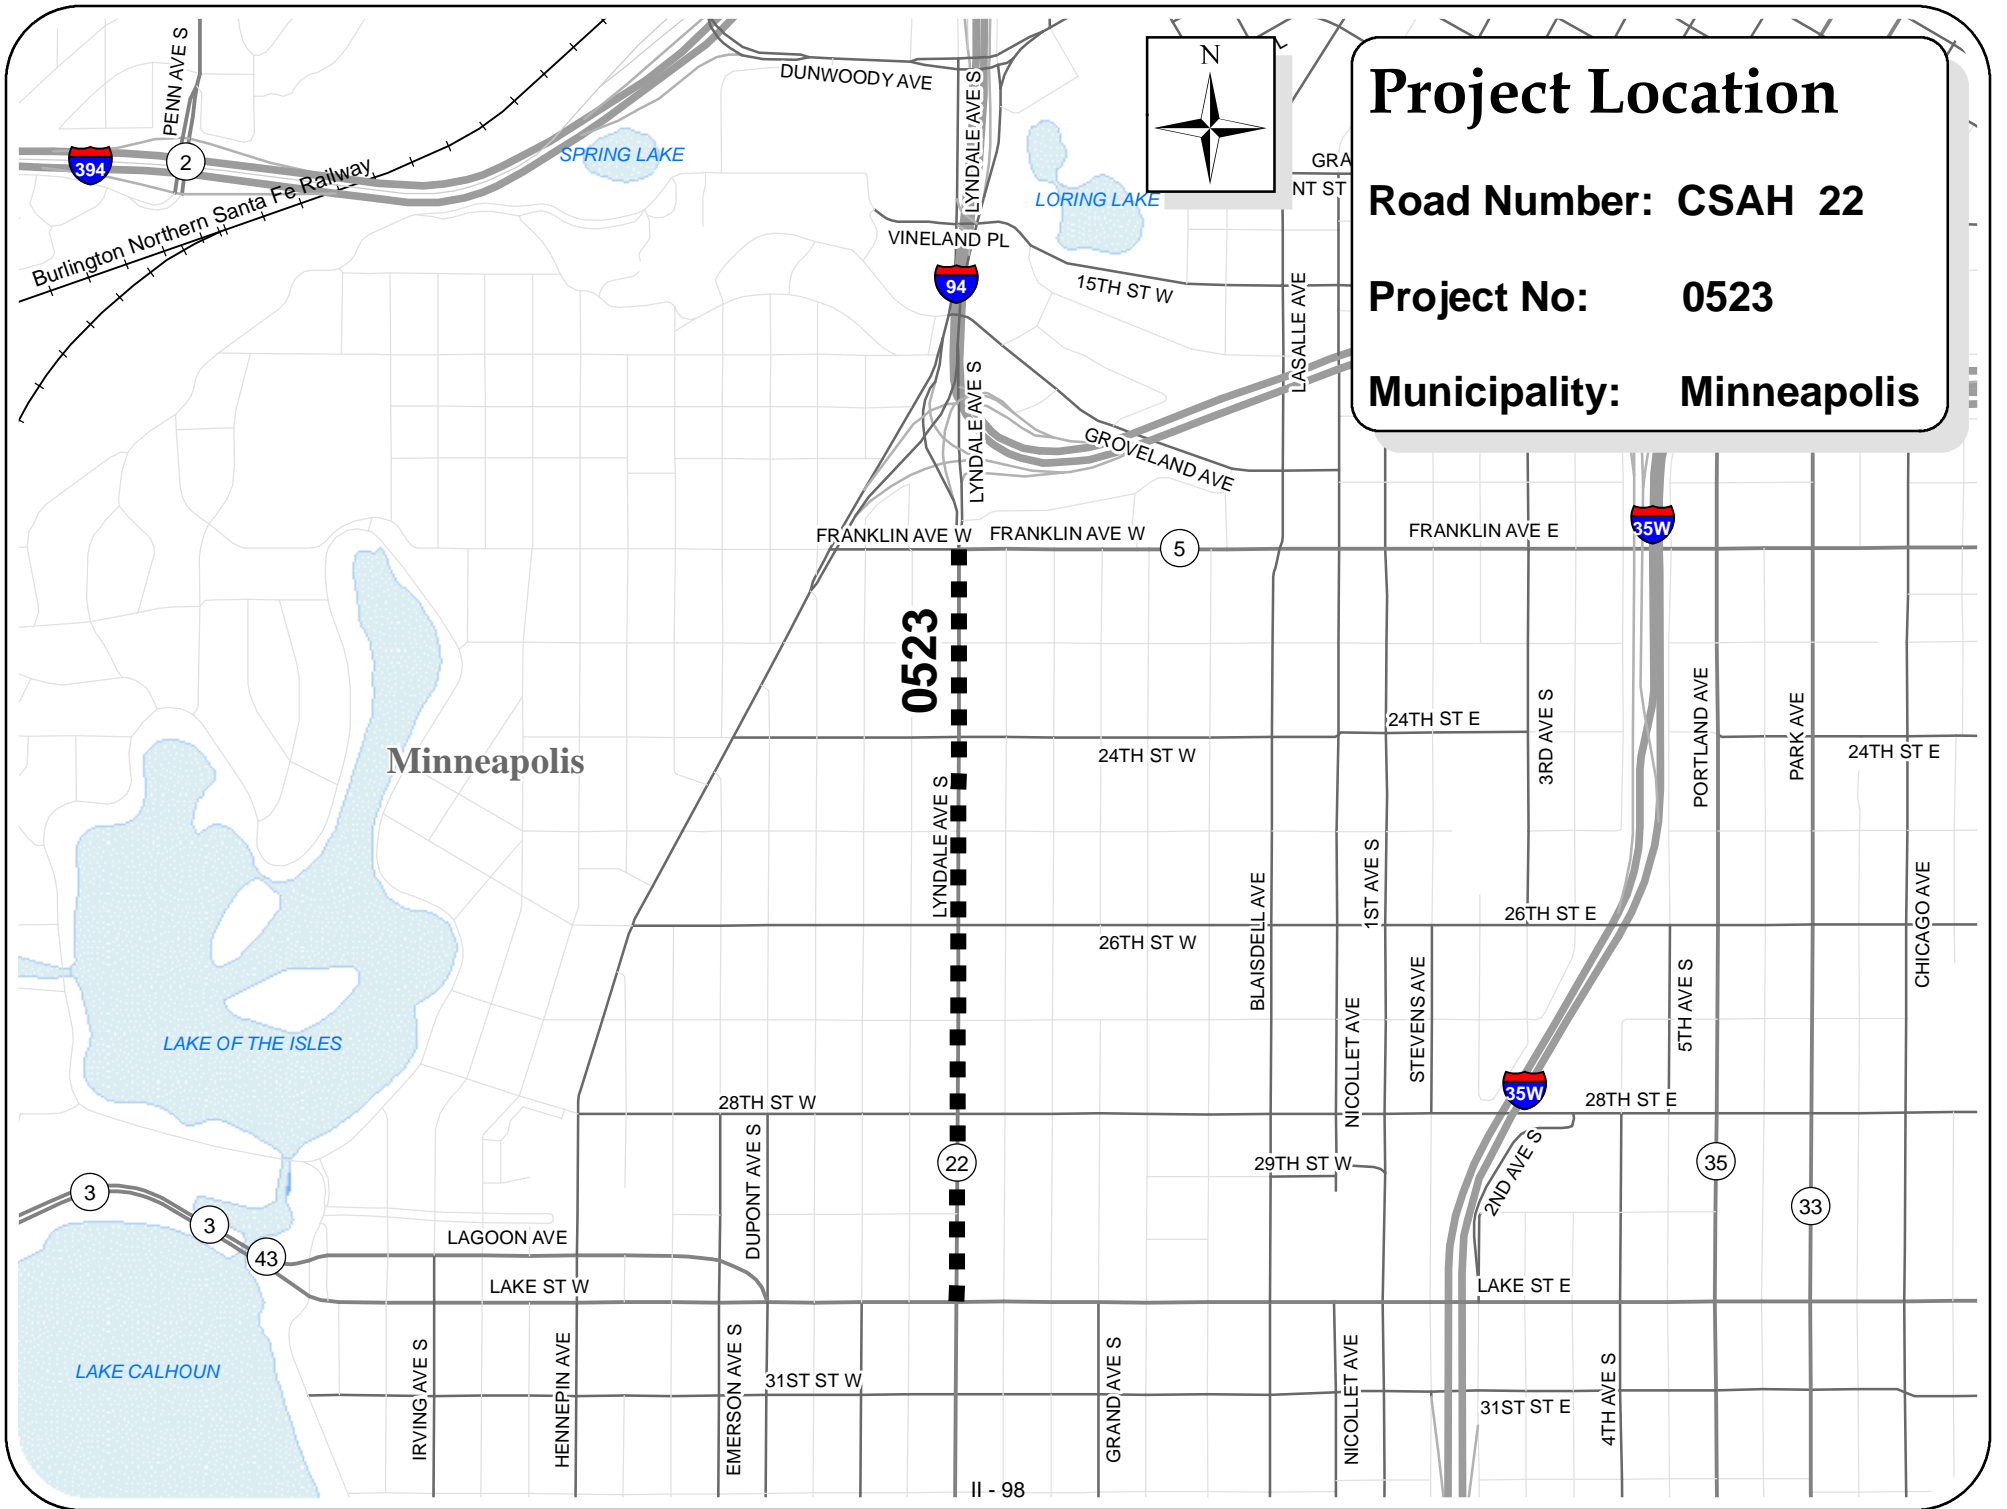 Project Location
Road Number: CSAH 22
Project No: 0523
Municipality: Minneapolis
N
PENN AVE S
DUNWOODY AVE
LYNDALE AVE S
394
2
SPRING LAKE
LORING LAKE
GRA
NT ST
Burlington Northern Santa Fe Railway
VINELAND PL
94
15TH ST W
LASALLE AVE
LYNDALE AVE S
GROVELAND AVE
FRANKLIN AVE W
FRANKLIN AVE W
5
FRANKLIN AVE E
35W
0523
Minneapolis
24TH ST W
24TH ST E
3RD AVE S
PORTLAND AVE
PARK AVE
24TH ST E
LYNDALE AVE S
1ST AVE S
BLAISDELL AVE
26TH ST W
26TH ST E
CHICAGO AVE
LAKE OF THE ISLES
NICOLLET AVE
STEVENS AVE
5TH AVE S
35W
28TH ST W
28TH ST E
DUPONT AVE S
22
29TH ST W
2ND AVE S
35
33
3
3
43
LAGOON AVE
LAKE ST W
LAKE ST E
LAKE CALHOUN
IRVING AVE S
HENNEPIN AVE
EMERSON AVE S
31ST ST W
GRAND AVE S
NICOLLET AVE
31ST ST E
4TH AVE S
II - 98